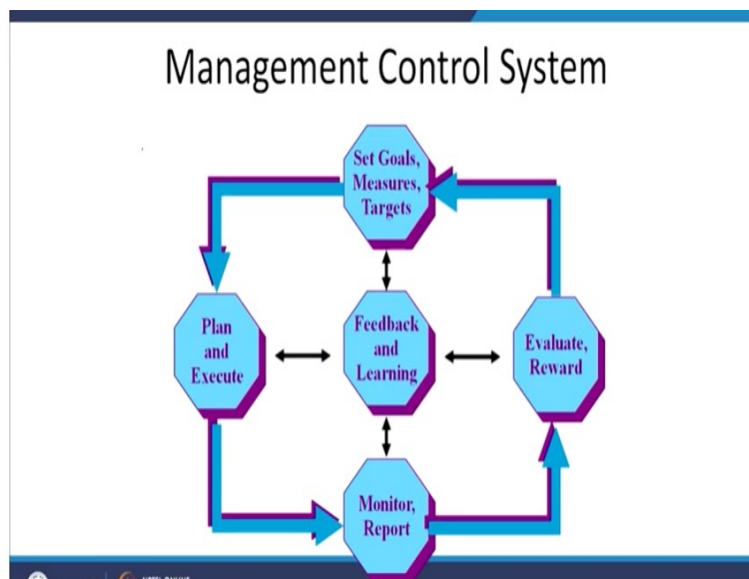 Management Control System
Set Goals,
Measures,
Targets
Plan
and
Execute
Feedback
and
Learning
Evaluate,
Reward
Monitor,
Report